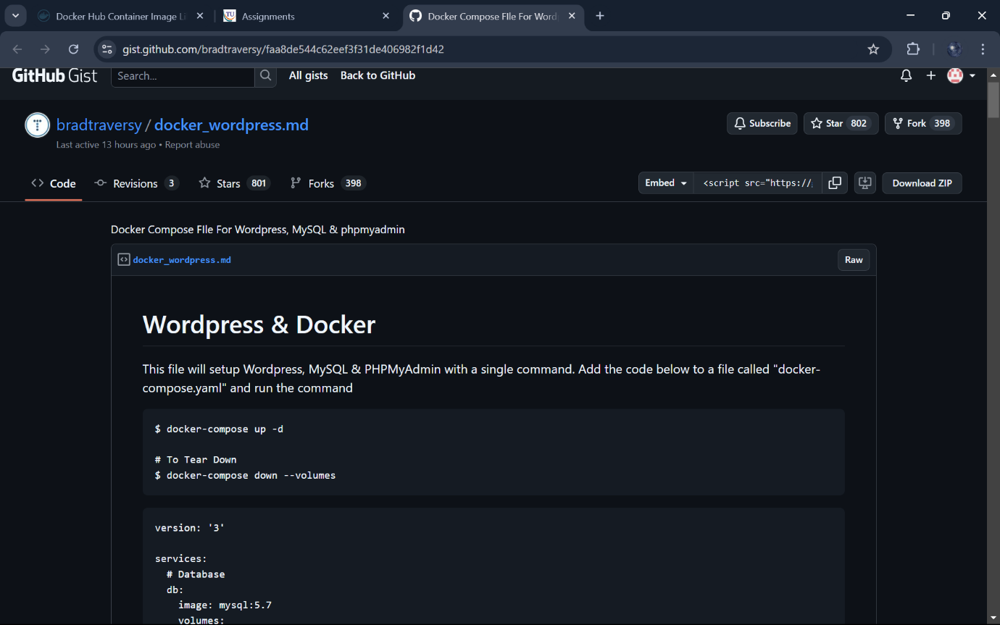 Docker Hub Container Image Li
Assignments
Docker Compose FIle For Word
gist.github.com/bradtraversy/faa8de544c62eef3f31de406982f1d42
GitHub Gist
Search...
All gists
Back to GitHub
bradtraversy / docker_wordpress.md
Last active 13 hours ago • Report abuse
Subscribe
Star 802
Fork 398
Code
Revisions 3
Stars 801
Forks 398
Embed
<script src="https://
Download ZIP
Docker Compose FIle For Wordpress, MySQL & phpmyadmin
docker_wordpress.md
Raw
Wordpress & Docker
This file will setup Wordpress, MySQL & PHPMyAdmin with a single command. Add the code below to a file called "docker-
compose.yaml" and run the command
$ docker-compose up -d
# To Tear Down
$ docker-compose down --volumes
version: '3'
services:
# Database
db:
image: mysql:5.7
volumes: